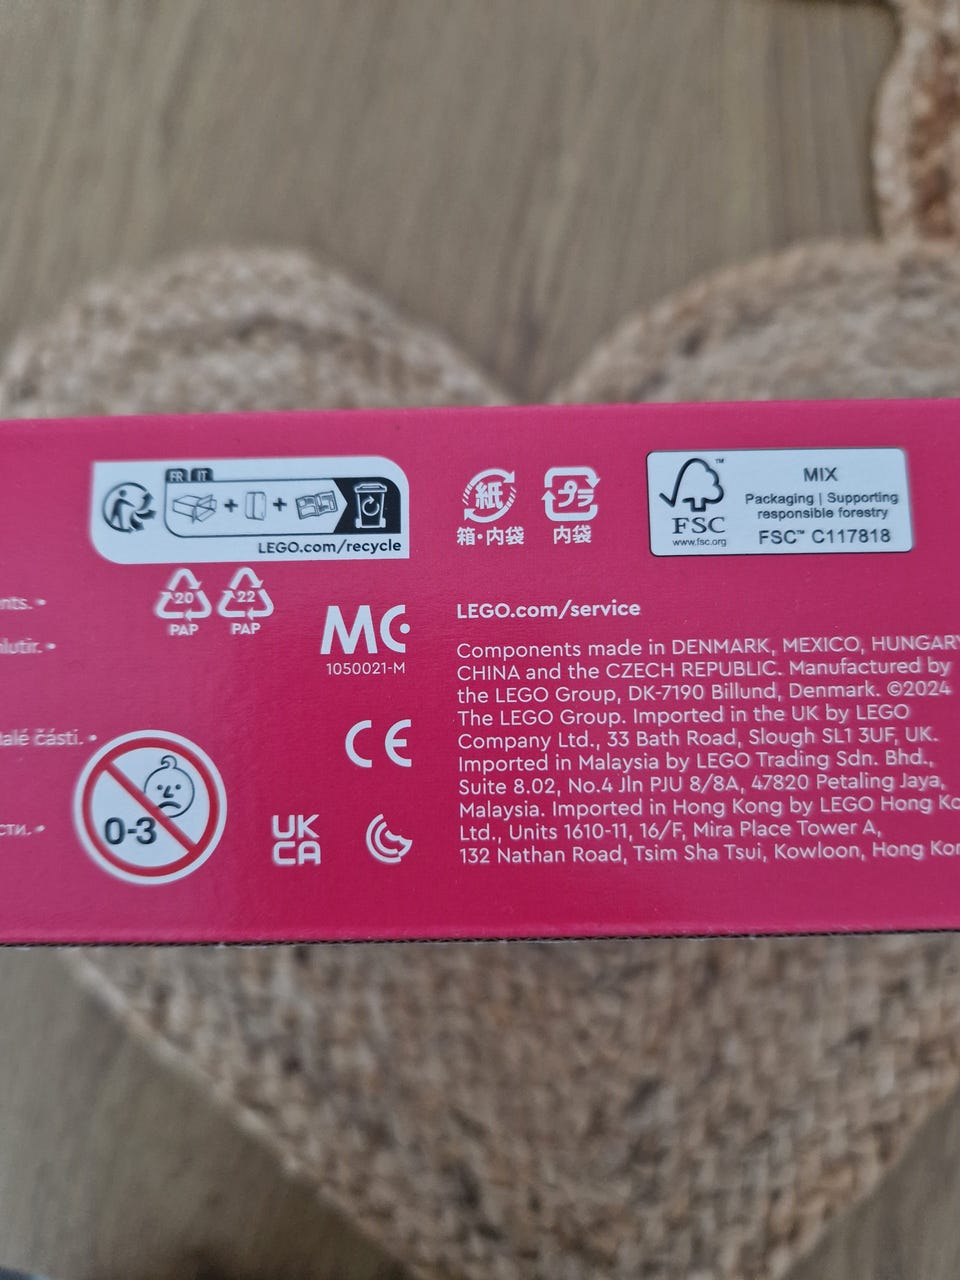 FR IT
LEGO.com/recycle
紙
箱・内袋
プラ
内袋
FSC™
www.fsc.org
MIX
Packaging | Supporting
responsible forestry
FSC™ C117818
20
PAP
22
PAP
MC
1050021-M
CE
UK
CA
0-3
nts. •
lutir. •
alé částí. •
сти. •
LEGO.com/service
Components made in DENMARK, MEXICO, HUNGARY
CHINA and the CZECH REPUBLIC. Manufactured by
the LEGO Group, DK-7190 Billund, Denmark. ©2024
The LEGO Group. Imported in the UK by LEGO
Company Ltd., 33 Bath Road, Slough SL1 3UF, UK.
Imported in Malaysia by LEGO Trading Sdn. Bhd.,
Suite 8.02, No.4 Jln PJU 8/8A, 47820 Petaling Jaya,
Malaysia. Imported in Hong Kong by LEGO Hong Ko
Ltd., Units 1610-11, 16/F, Mira Place Tower A,
132 Nathan Road, Tsim Sha Tsui, Kowloon, Hong Kon